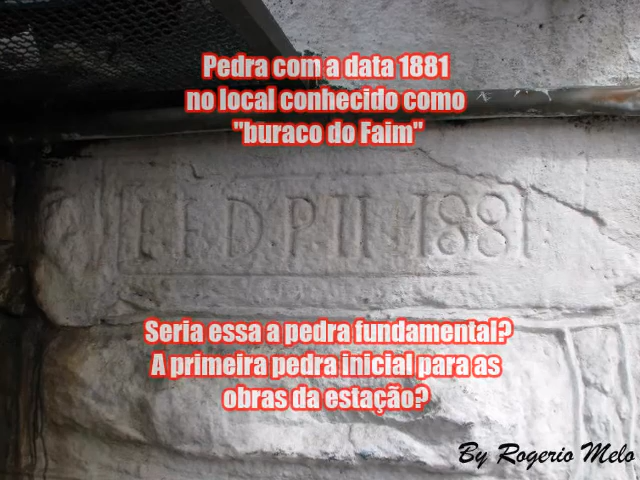 Pedra com a data 1881
no local conhecido como
"buraco do Faim"
E F D P II 1881
Seria essa a pedra fundamental?
A primeira pedra inicial para as
obras da estação?
By Rogerio Melo